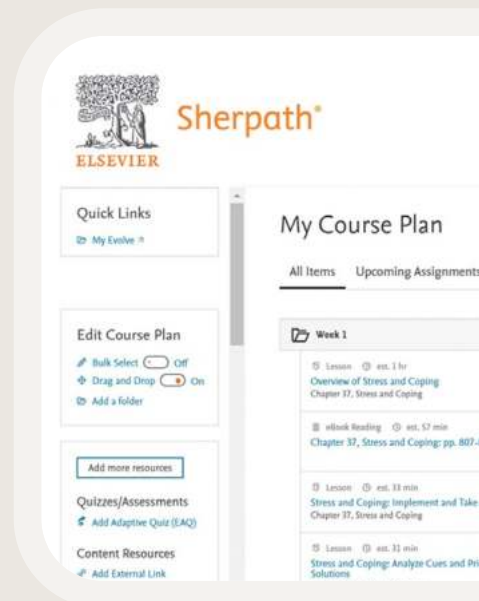 Sherpath
ELSEVIER
Quick Links
My Evolve
Edit Course Plan
Bulk Select Off
Drag and Drop On
Add a folder
Add more resources
Quizzes/Assessments
Add Adaptive Quiz (EAQ)
Content Resources
Add External Link
My Course Plan
All Items Upcoming Assignments
Week 1
Lesson est. 1 hr
Overview of Stress and Coping
Chapter 37, Stress and Coping
eBook Reading est. 57 min
Chapter 37, Stress and Coping: pp. 807-
Lesson est. 33 min
Stress and Coping: Implement and Take
Chapter 37, Stress and Coping
Lesson est. 31 min
Stress and Coping: Analyze Cues and Pri
Solutions